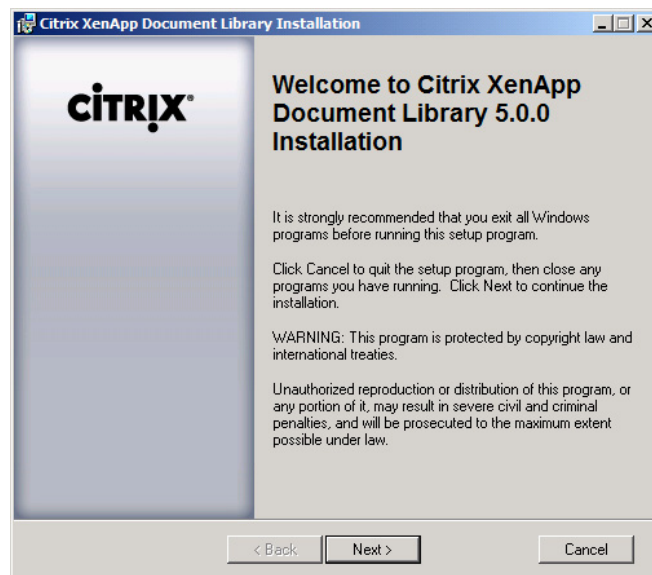 Citrix XenApp Document Library Installation
CİTRỊX®
Welcome to Citrix XenApp
Document Library 5.0.0
Installation
It is strongly recommended that you exit all Windows
programs before running this setup program.
Click Cancel to quit the setup program, then close any
programs you have running. Click Next to continue the
installation.
WARNING: This program is protected by copyright law and
international treaties.
Unauthorized reproduction or distribution of this program, or
any portion of it, may result in severe civil and criminal
penalties, and will be prosecuted to the maximum extent
possible under law.
< Back Next > Cancel